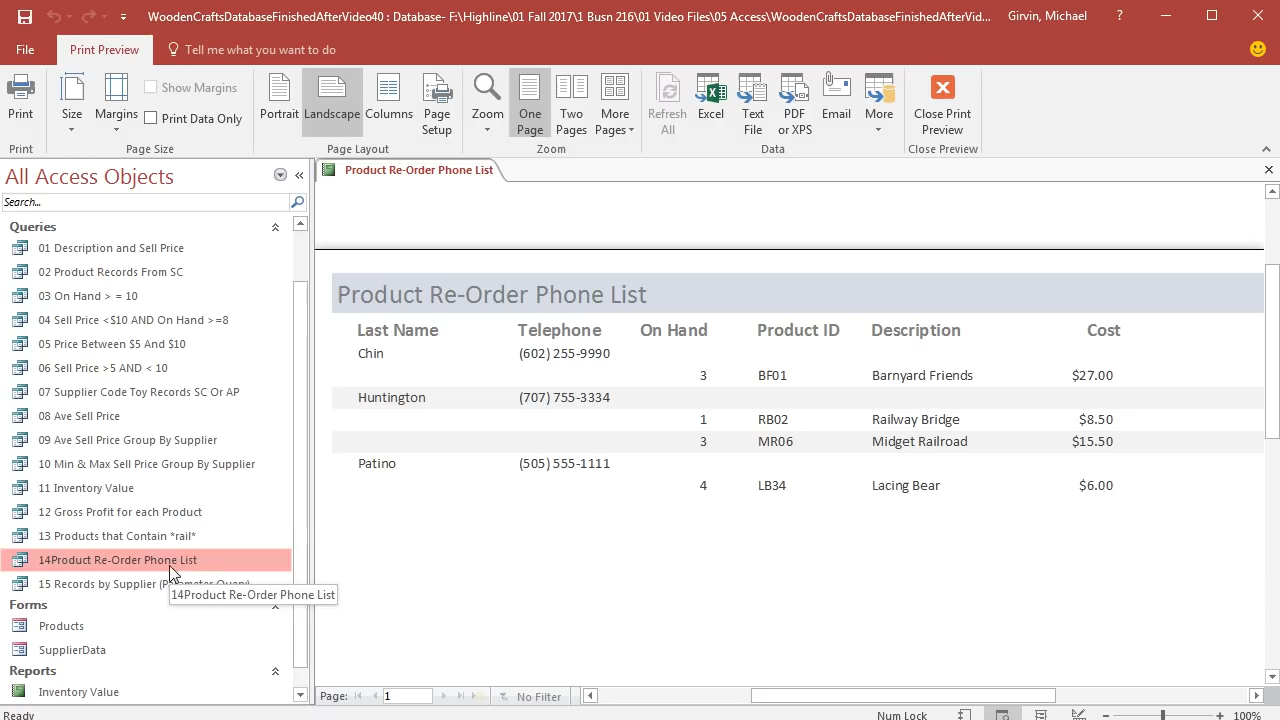 WoodenCraftsDatabaseFinishedAfterVideo40 : Database- F:\Highline\01 Fall 2017\1 Busn 216\01 Video Files\05 Access\WoodenCraftsDatabaseFinishedAfterVid... Girvin, Michael ?
File Print Preview Tell me what you want to do
Print
Size
Margins
Show Margins
Print Data Only
Portrait
Landscape
Columns
Page Setup
Zoom
One Page
Two Pages
More Pages
Refresh All
Excel
Text File
PDF or XPS
Email
More
Close Print Preview
Print Page Size Page Layout Zoom Data Close Preview
All Access Objects
Search...
Queries
01 Description and Sell Price
02 Product Records From SC
03 On Hand > = 10
04 Sell Price <$10 AND On Hand >=8
05 Price Between $5 And $10
06 Sell Price >5 AND < 10
07 Supplier Code Toy Records SC Or AP
08 Ave Sell Price
09 Ave Sell Price Group By Supplier
10 Min & Max Sell Price Group By Supplier
11 Inventory Value
12 Gross Profit for each Product
13 Products that Contain *rail*
14Product Re-Order Phone List
15 Records by Supplier (Parameter Query)
14Product Re-Order Phone List
Forms
Products
SupplierData
Reports
Inventory Value
Product Re-Order Phone List
Product Re-Order Phone List
Last Name Telephone On Hand Product ID Description Cost
Chin (602) 255-9990
3 BF01 Barnyard Friends $27.00
Huntington (707) 755-3334
1 RB02 Railway Bridge $8.50
3 MR06 Midget Railroad $15.50
Patino (505) 555-1111
4 LB34 Lacing Bear $6.00
Page: 1 No Filter
Ready Num Lock 100%